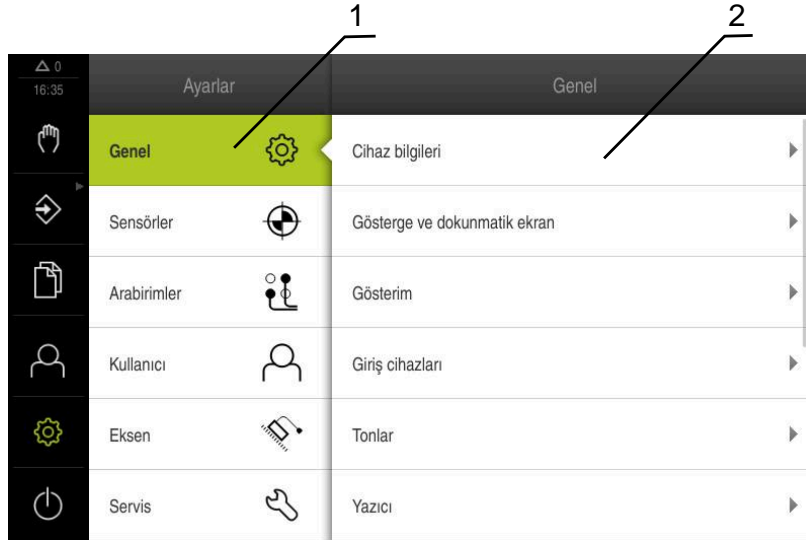 1
2
0
16:35
Ayarlar
Genel
Genel
Sensörler
Arabirimler
Kullanıcı
Eksen
Servis
Cihaz bilgileri
Gösterge ve dokunmatik ekran
Gösterim
Giriş cihazları
Tonlar
Yazıcı